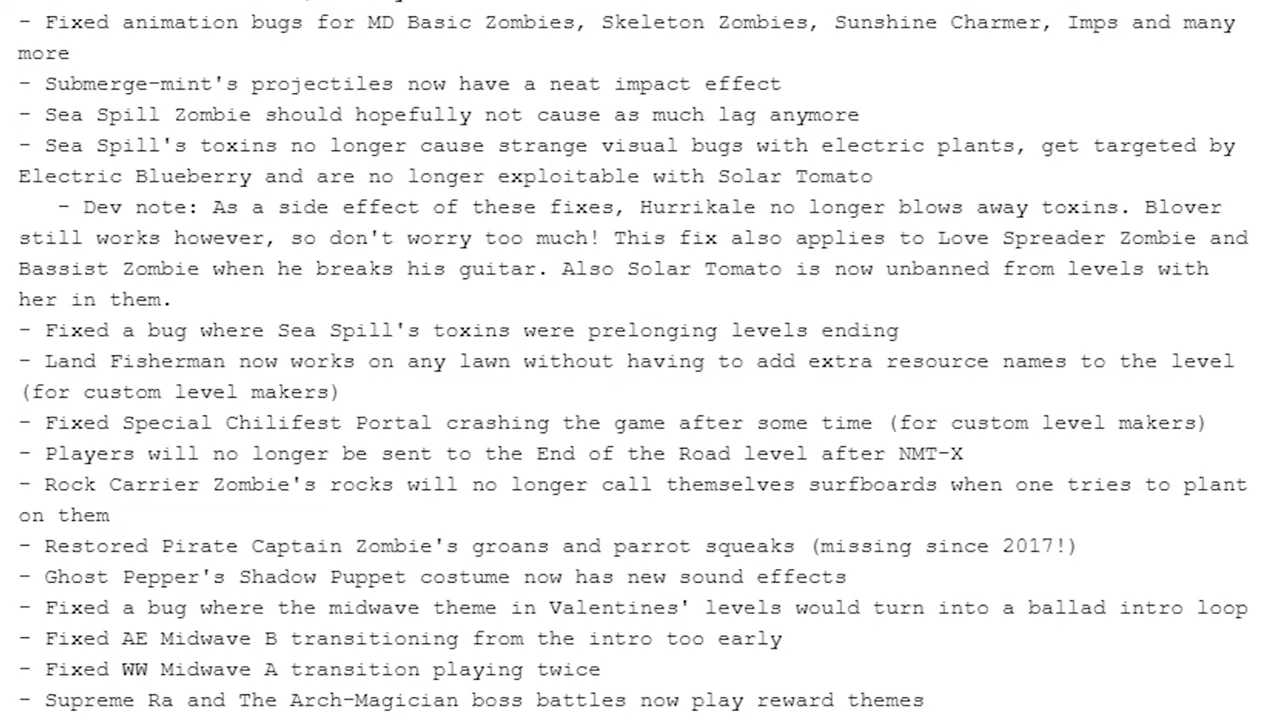 - Fixed animation bugs for MD Basic Zombies, Skeleton Zombies, Sunshine Charmer, Imps and many
more
- Submerge-mint's projectiles now have a neat impact effect
- Sea Spill Zombie should hopefully not cause as much lag anymore
- Sea Spill's toxins no longer cause strange visual bugs with electric plants, get targeted by
Electric Blueberry and are no longer exploitable with Solar Tomato
- Dev note: As a side effect of these fixes, Hurrikale no longer blows away toxins. Blover
still works however, so don't worry too much! This fix also applies to Love Spreader Zombie and
Bassist Zombie when he breaks his guitar. Also Solar Tomato is now unbanned from levels with
her in them.
- Fixed a bug where Sea Spill's toxins were prelonging levels ending
- Land Fisherman now works on any lawn without having to add extra resource names to the level
(for custom level makers)
- Fixed Special Chilifest Portal crashing the game after some time (for custom level makers)
- Players will no longer be sent to the End of the Road level after NMT-X
- Rock Carrier Zombie's rocks will no longer call themselves surfboards when one tries to plant
on them
- Restored Pirate Captain Zombie's groans and parrot squeaks (missing since 2017!)
- Ghost Pepper's Shadow Puppet costume now has new sound effects
- Fixed a bug where the midwave theme in Valentines' levels would turn into a ballad intro loop
- Fixed AE Midwave B transitioning from the intro too early
- Fixed WW Midwave A transition playing twice
- Supreme Ra and The Arch-Magician boss battles now play reward themes